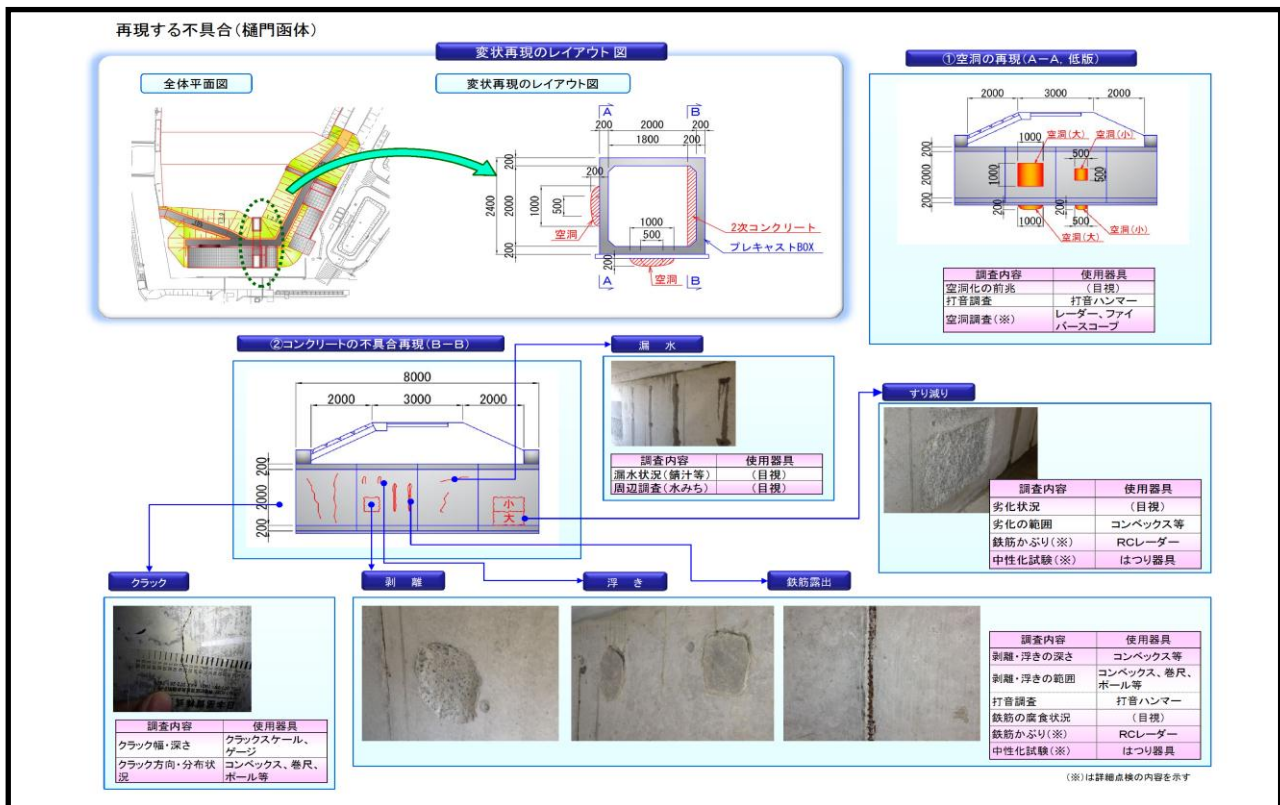 再現する不具合(樋門函体)
変状再現のレイアウト図
全体平面図
変状再現のレイアウト図
A
B
200
2000
200
1800
200
200
200
2400
2000
1000
500
1000
500
空洞
2次コンクリート
プレキャストBOX
200
200
空洞
A
B
①空洞の再現(A-A, 低版)
2000
3000
2000
空洞(大)
空洞(小)
1000
500
200
2000
1000
500
200
200
200
1000
500
空洞(大)
空洞(小)
調査内容 使用器具
空洞化の前兆 (目視)
打音調査 打音ハンマー
空洞調査(※) レーダー、ファイ
バースコープ
②コンクリートの不具合再現(B-B)
8000
2000
3000
2000
200
2000
200
小
大
漏 水
調査内容 使用器具
漏水状況(錆汁等) (目視)
周辺調査(水みち) (目視)
すり減り
調査内容 使用器具
劣化状況 (目視)
劣化の範囲 コンベックス等
鉄筋かぶり(※) RCレーダー
中性化試験(※) はつり器具
クラック
調査内容 使用器具
クラック幅・深さ クラックスケール、
ゲージ
クラック方向・分布状
況 コンベックス、巻尺、
ポール等
剥 離
浮 き
鉄筋露出
調査内容 使用器具
剥離・浮きの深さ コンベックス等
剥離・浮きの範囲 コンベックス、巻尺、
ポール等
打音調査 打音ハンマー
鉄筋の腐食状況 (目視)
鉄筋かぶり(※) RCレーダー
中性化試験(※) はつり器具
(※)は詳細点検の内容を示す